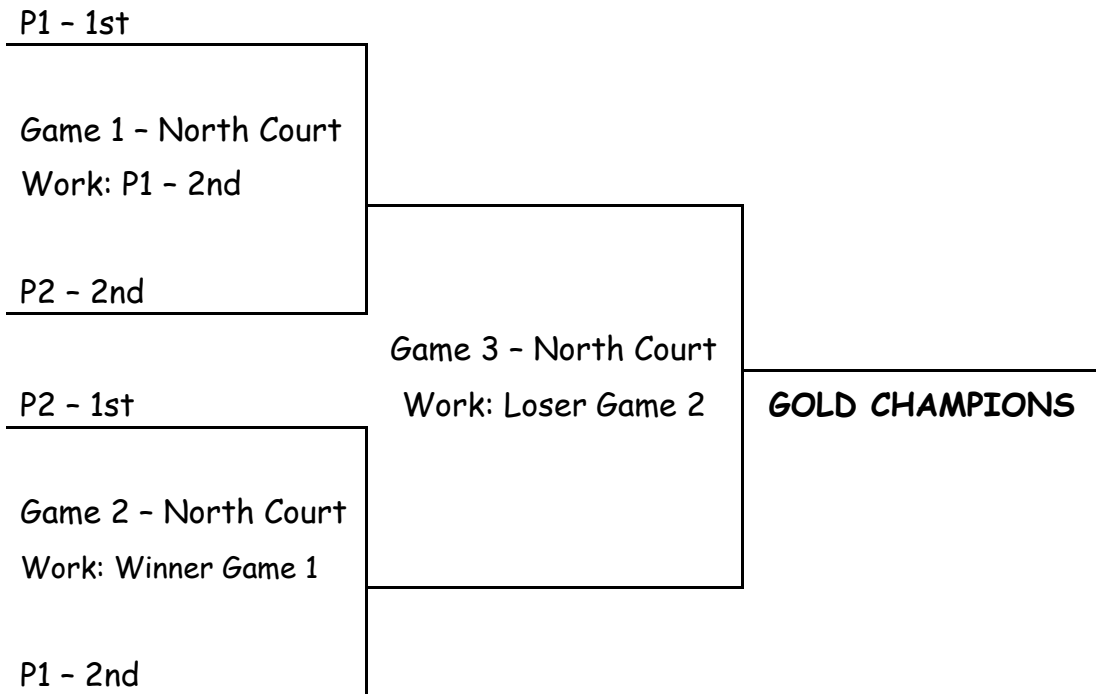 P1 – 1st
Game 1 – North Court
Work: P1 – 2nd
P2 – 2nd
Game 3 – North Court
Work: Loser Game 2
GOLD CHAMPIONS
P2 – 1st
Game 2 – North Court
Work: Winner Game 1
P1 – 2nd